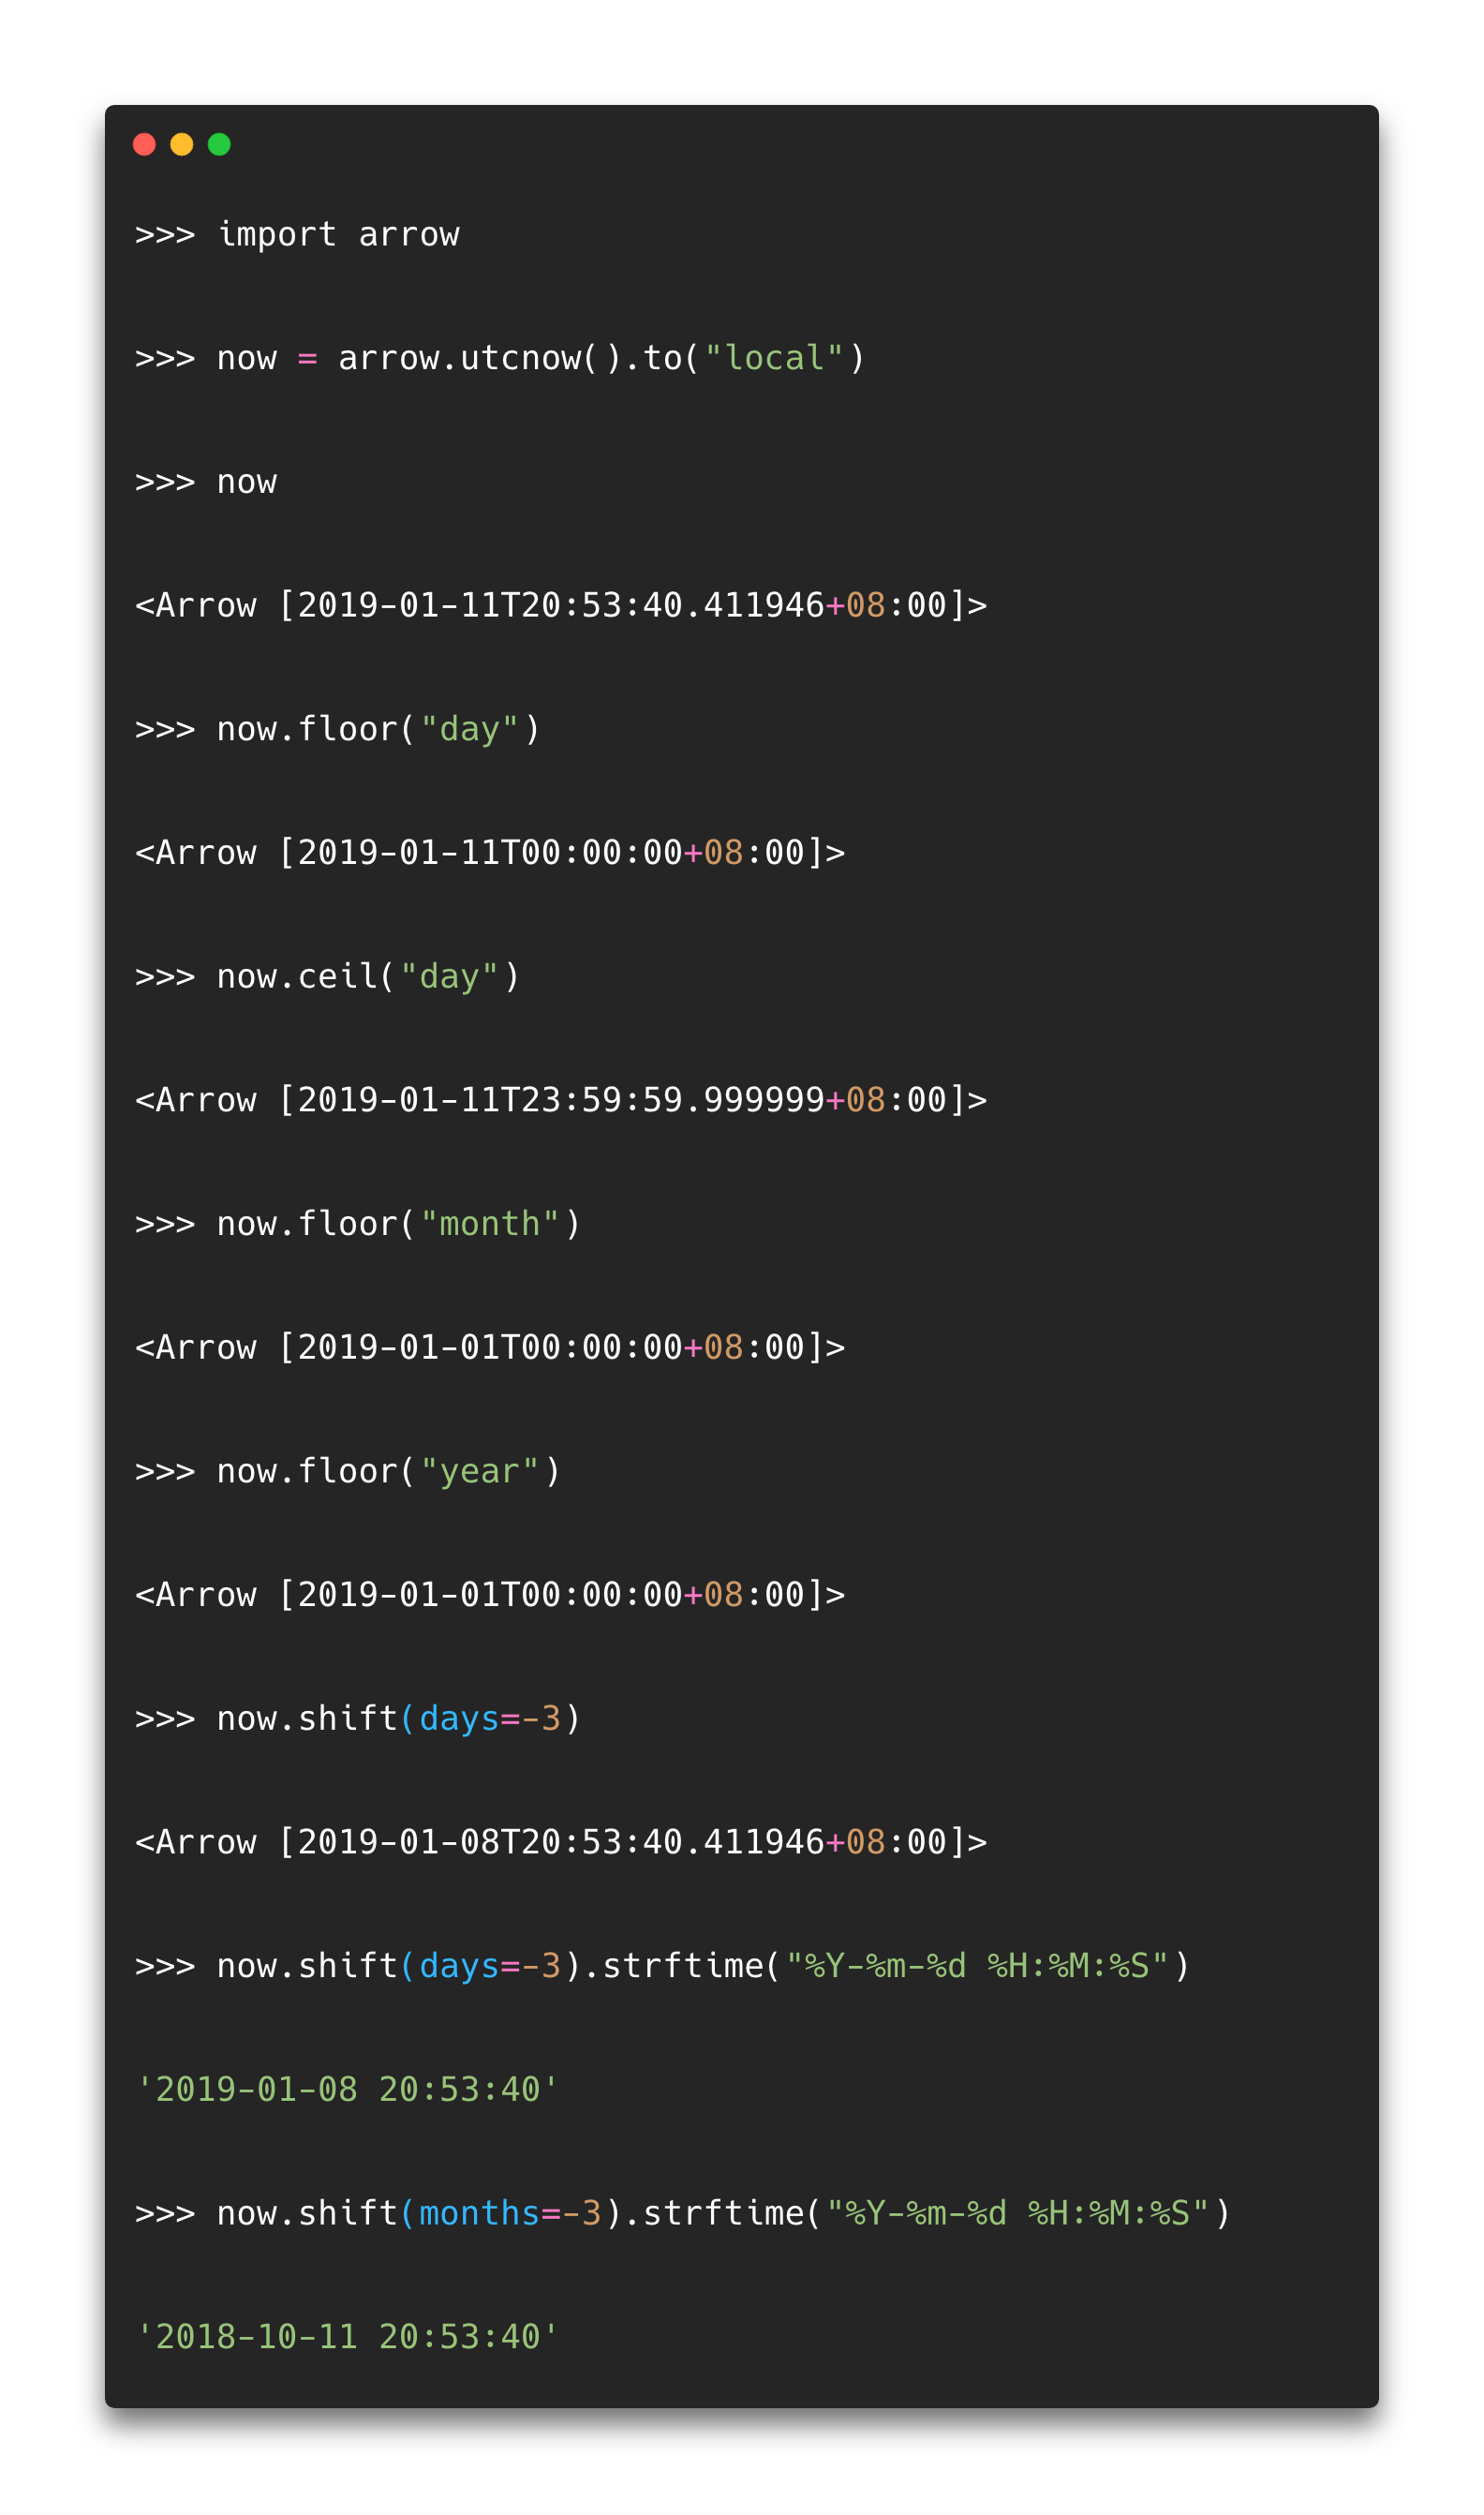 >>> import arrow
>>> now = arrow.utcnow().to("local")
>>> now
<Arrow [2019-01-11T20:53:40.411946+08:00]>
>>> now.floor("day")
<Arrow [2019-01-11T00:00:00+08:00]>
>>> now.ceil("day")
<Arrow [2019-01-11T23:59:59.999999+08:00]>
>>> now.floor("month")
<Arrow [2019-01-01T00:00:00+08:00]>
>>> now.floor("year")
<Arrow [2019-01-01T00:00:00+08:00]>
>>> now.shift(days=-3)
<Arrow [2019-01-08T20:53:40.411946+08:00]>
>>> now.shift(days=-3).strftime("%Y-%m-%d %H:%M:%S")
'2019-01-08 20:53:40'
>>> now.shift(months=-3).strftime("%Y-%m-%d %H:%M:%S")
'2018-10-11 20:53:40'